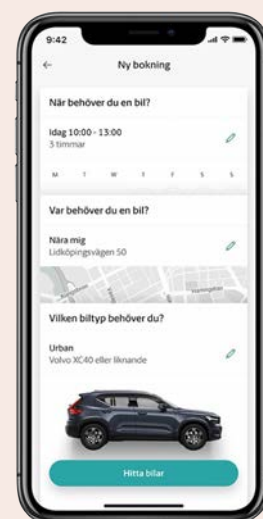 9:42
Ny bokning
När behöver du en bil?
Idag 10:00 - 13:00
3 timmar
M T W T F S S
Var behöver du en bil?
Nära mig
Lidköpingsvägen 50
Vilken biltyp behöver du?
Urban
Volvo XC40 eller liknande
Hitta bilar